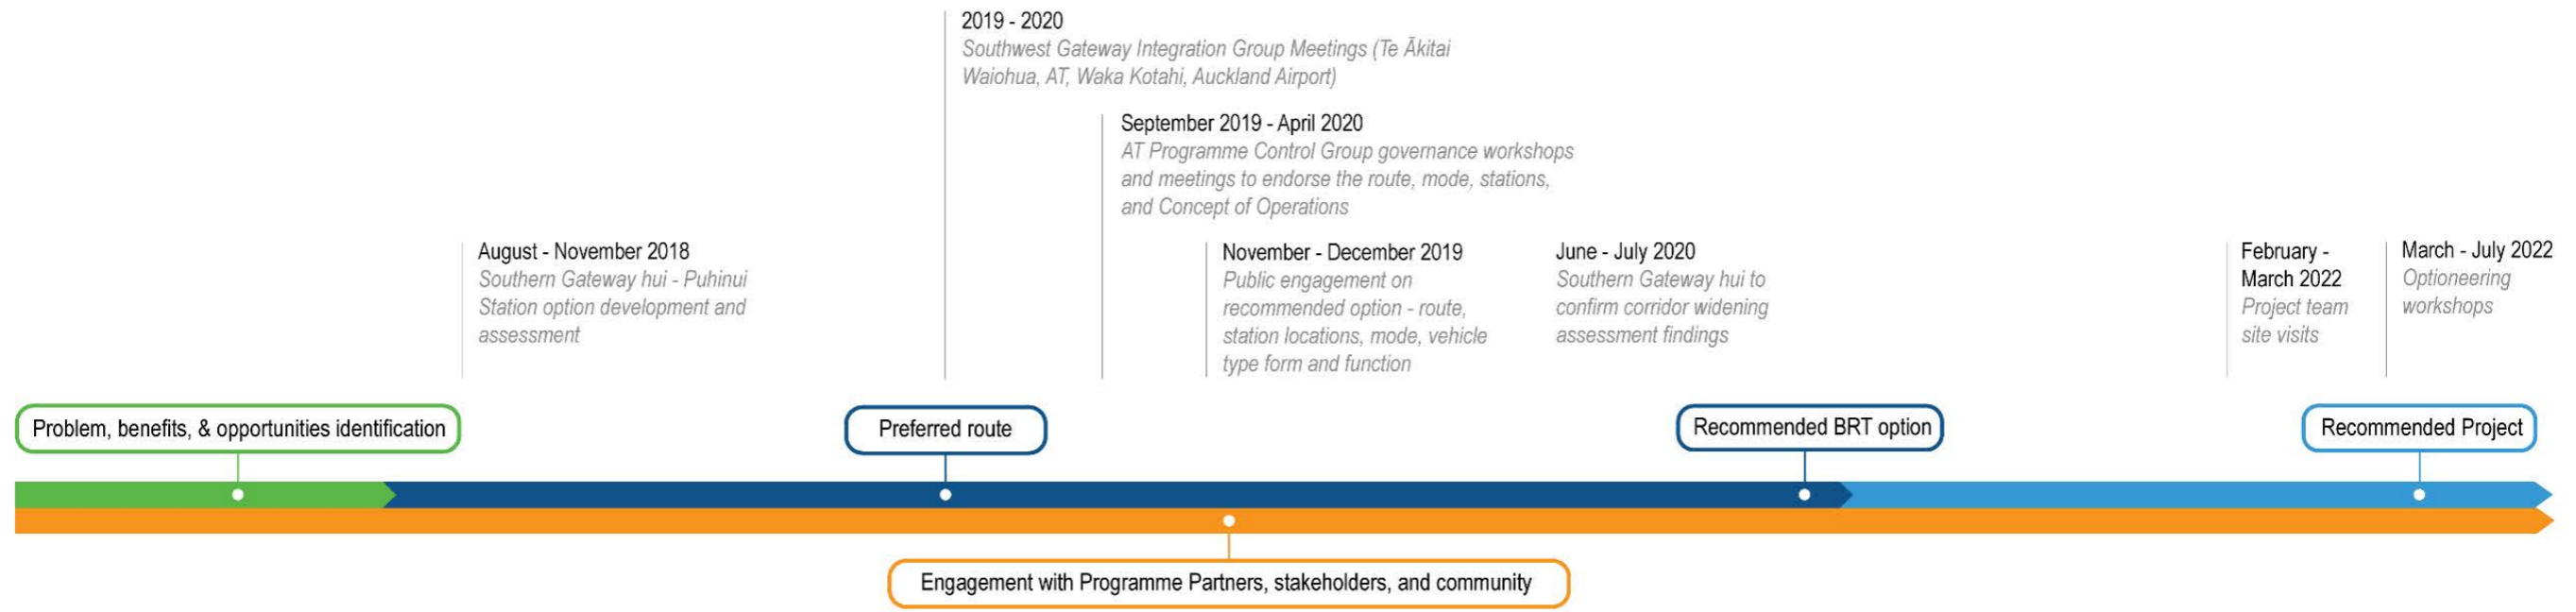 2019 - 2020
Southwest Gateway Integration Group Meetings (Te Ākitai
Waiohua, AT, Waka Kotahi, Auckland Airport)
September 2019 - April 2020
AT Programme Control Group governance workshops
and meetings to endorse the route, mode, stations,
and Concept of Operations
August - November 2018
Southern Gateway hui - Puhinui
Station option development and
assessment
November - December 2019
Public engagement on
recommended option - route,
station locations, mode, vehicle
type form and function
June - July 2020
Southern Gateway hui to
confirm corridor widening
assessment findings
February -
March 2022
Project team
site visits
March - July 2022
Optioneering
workshops
Problem, benefits, & opportunities identification
Preferred route
Recommended BRT option
Recommended Project
Engagement with Programme Partners, stakeholders, and community